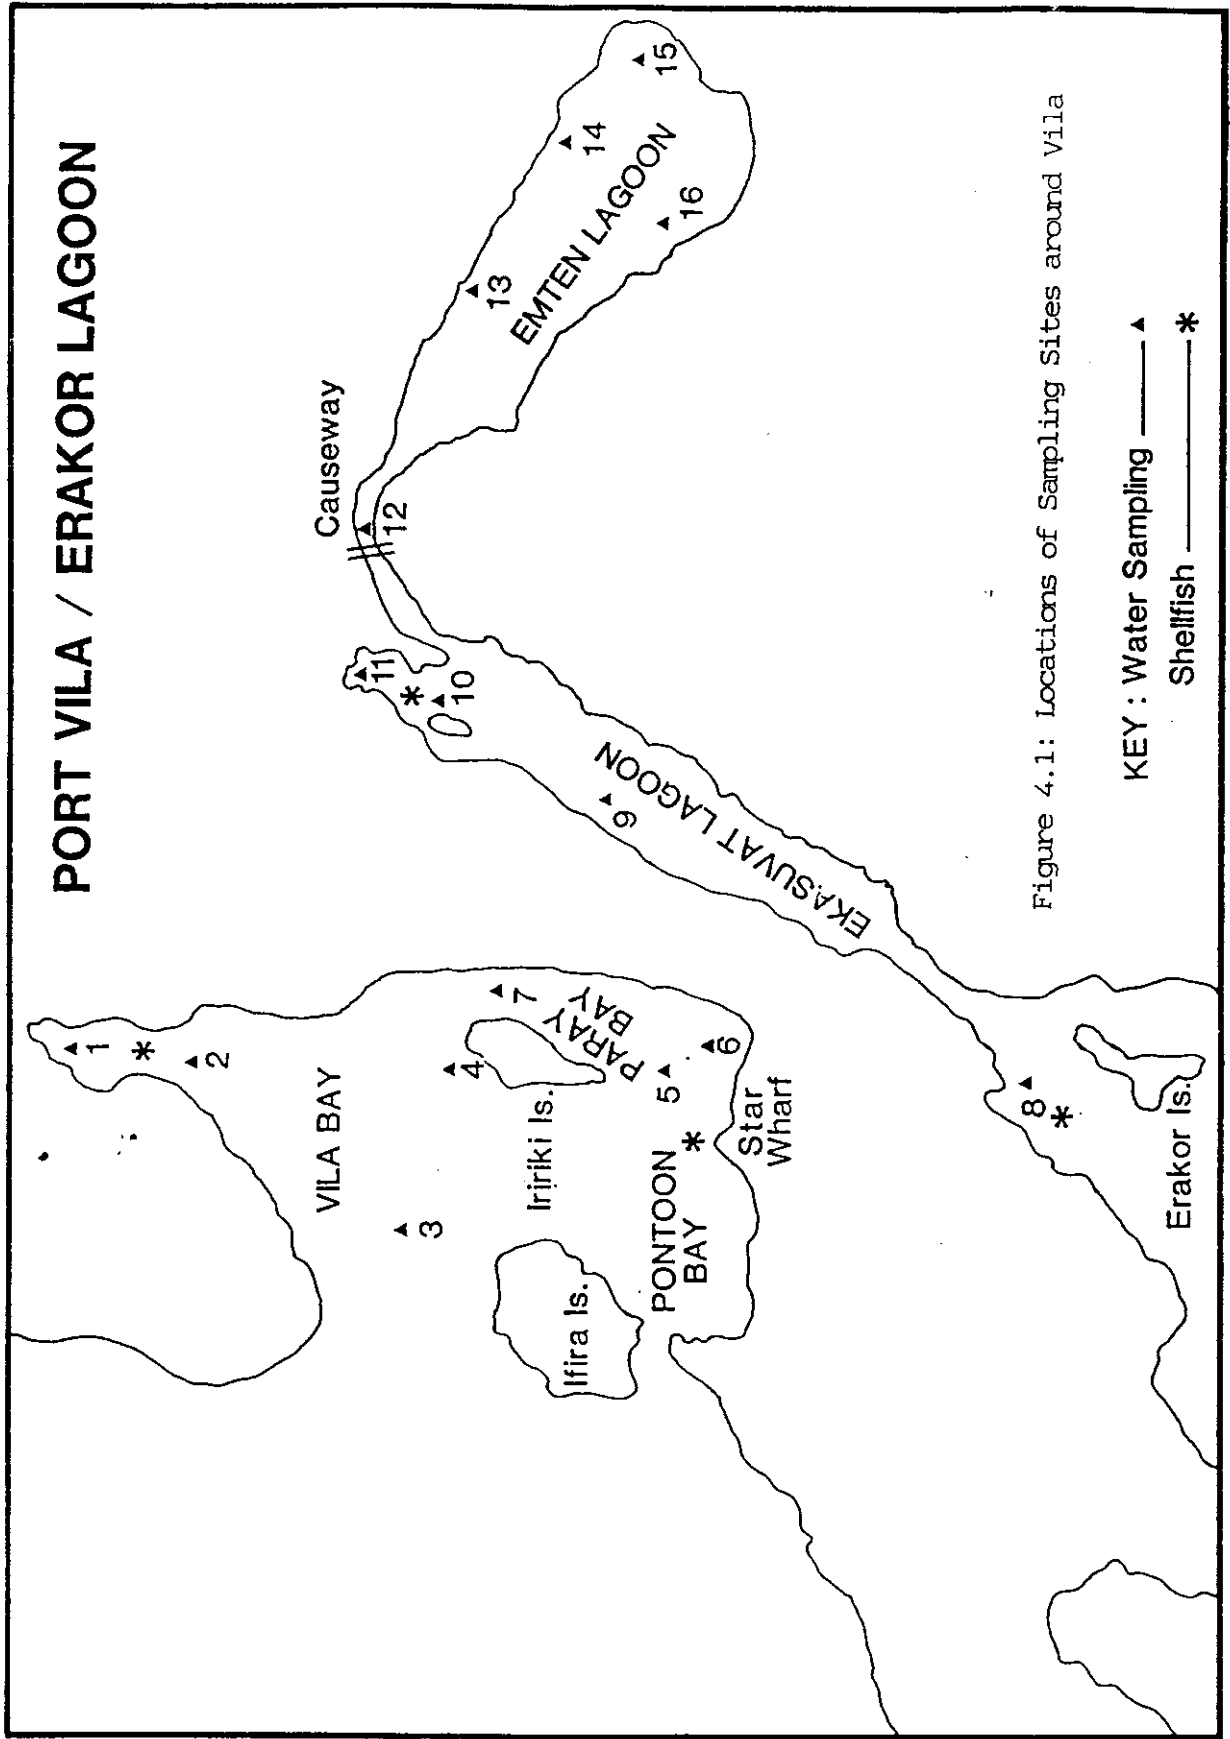 PORT VILA / ERAKOR LAGOON
1
2
VILA BAY
3
4
7
Iririki Is.
Ifira Is.
PARAY
BAY
5
6
PONTOON
BAY
Star
Wharf
Causeway
11
12
10
9
EKASUVAT LAGOON
13
14
15
16
EMTEN LAGOON
8
Erakor Is.
Figure 4.1: Locations of Sampling Sites around Vila
KEY : Water Sampling
Shellfish